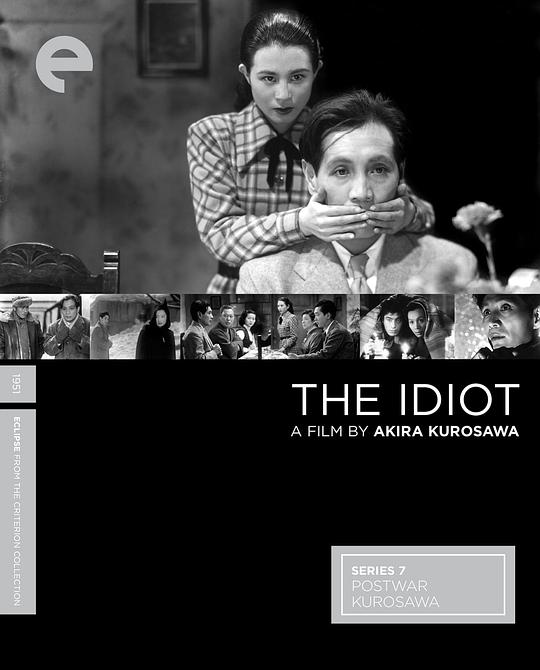 e
1951
ECLIPSE FROM THE CRITERION COLLECTION
THE IDIOT
A FILM BY AKIRA KUROSAWA
SERIES 7
POSTWAR
KUROSAWA